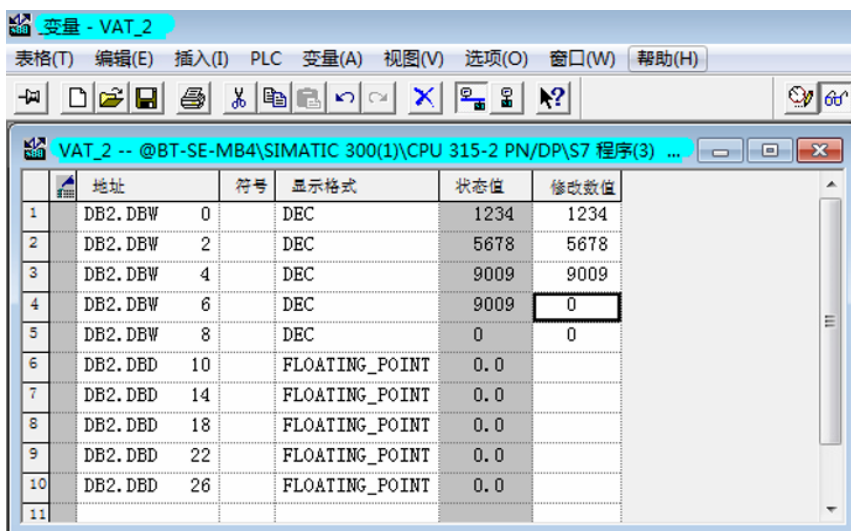 变量 - VAT_2
表格(T) 编辑(E) 插入(I) PLC 变量(A) 视图(V) 选项(O) 窗口(W) 帮助(H)
VAT_2 -- @BT-SE-MB4\SIMATIC 300(1)\CPU 315-2 PN/DP\S7 程序(3) ...
地址 符号 显示格式 状态值 修改数值
1 DB2.DBW 0 DEC 1234 1234
2 DB2.DBW 2 DEC 5678 5678
3 DB2.DBW 4 DEC 9009 9009
4 DB2.DBW 6 DEC 9009 0
5 DB2.DBW 8 DEC 0 0
6 DB2.DBD 10 FLOATING_POINT 0.0
7 DB2.DBD 14 FLOATING_POINT 0.0
8 DB2.DBD 18 FLOATING_POINT 0.0
9 DB2.DBD 22 FLOATING_POINT 0.0
10 DB2.DBD 26 FLOATING_POINT 0.0
11